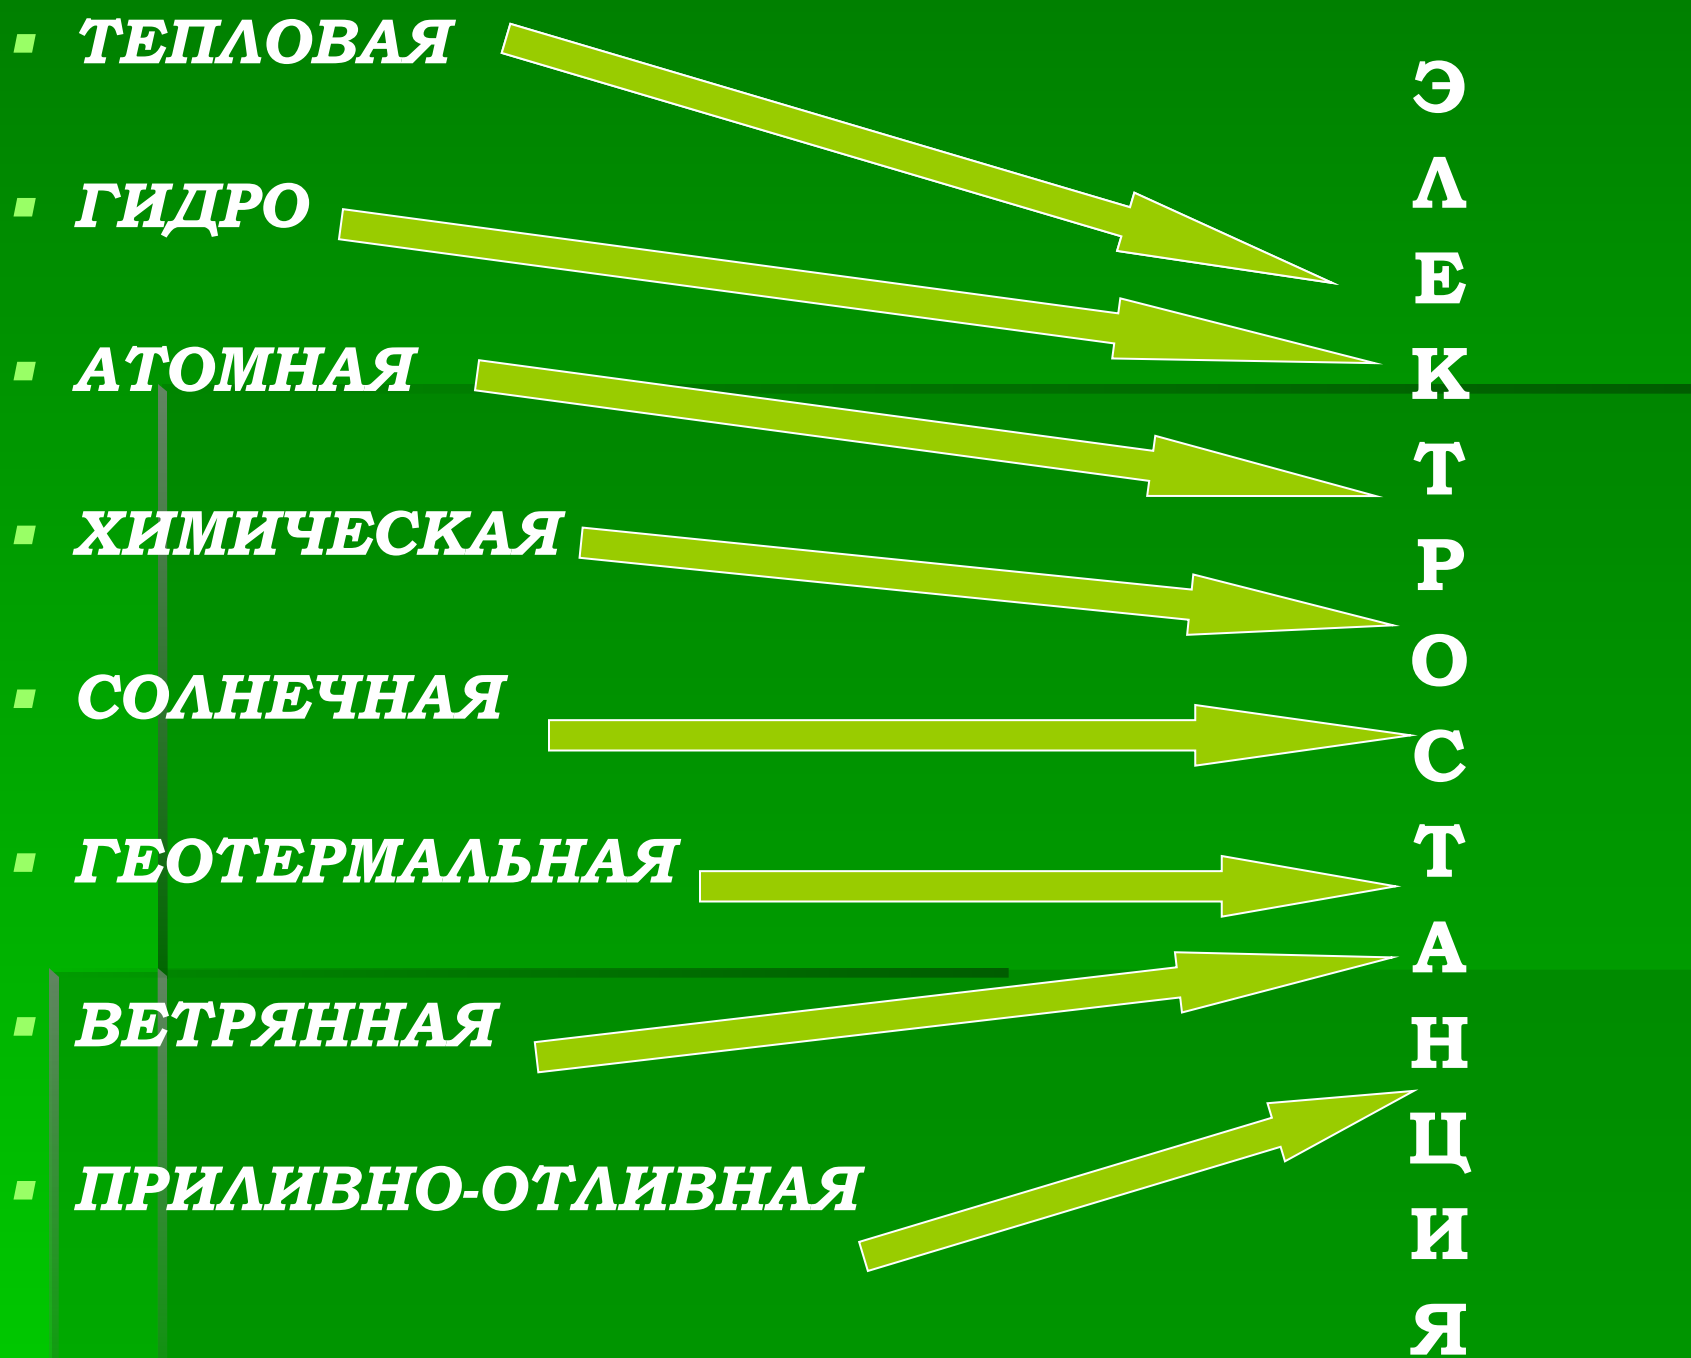 ТЕПЛОВАЯ
ГИДРО
АТОМНАЯ
ХИМИЧЕСКАЯ
СОЛНЕЧНАЯ
ГЕОТЕРМАЛЬНАЯ
ВЕТРЯННАЯ
ПРИЛИВНО-ОТЛИВНАЯ
Э
Л
Е
К
Т
Р
О
С
Т
А
Н
Ц
И
Я